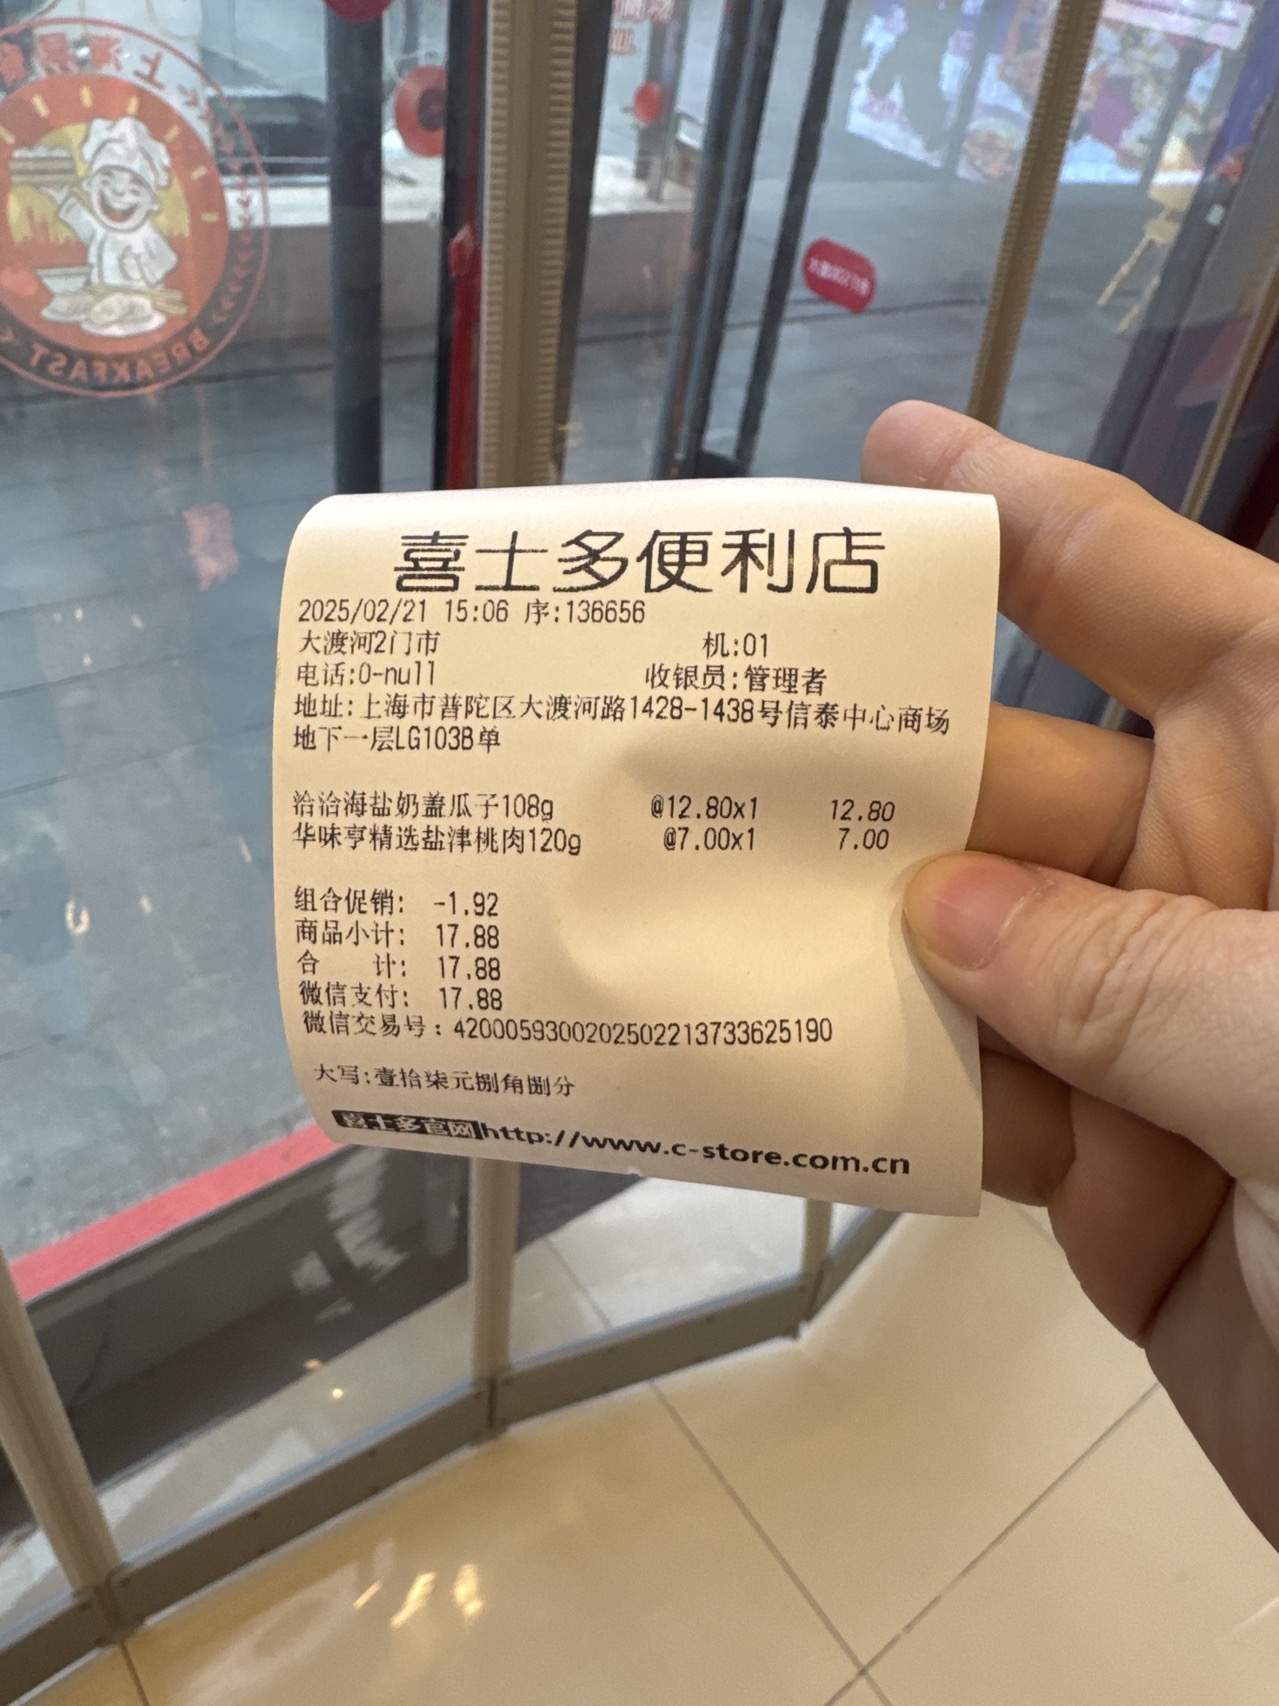 喜士多便利店
2025/02/21 15:06 序:136656
大渡河2门市 机:01
电话:0-null 收银员:管理者
地址:上海市普陀区大渡河路1428-1438号信泰中心商场
地下一层LG103B单
洽洽海盐奶盖瓜子108g @12.80x1 12.80
华味亨精选盐津桃肉120g @7.00x1 7.00
组合促销: -1.92
商品小计: 17.88
合 计: 17.88
微信支付: 17.88
微信交易号:4200059300202502213733625190
大写:壹拾柒元捌角捌分
喜士多官网http://www.c-store.com.cn
BREAKFAST